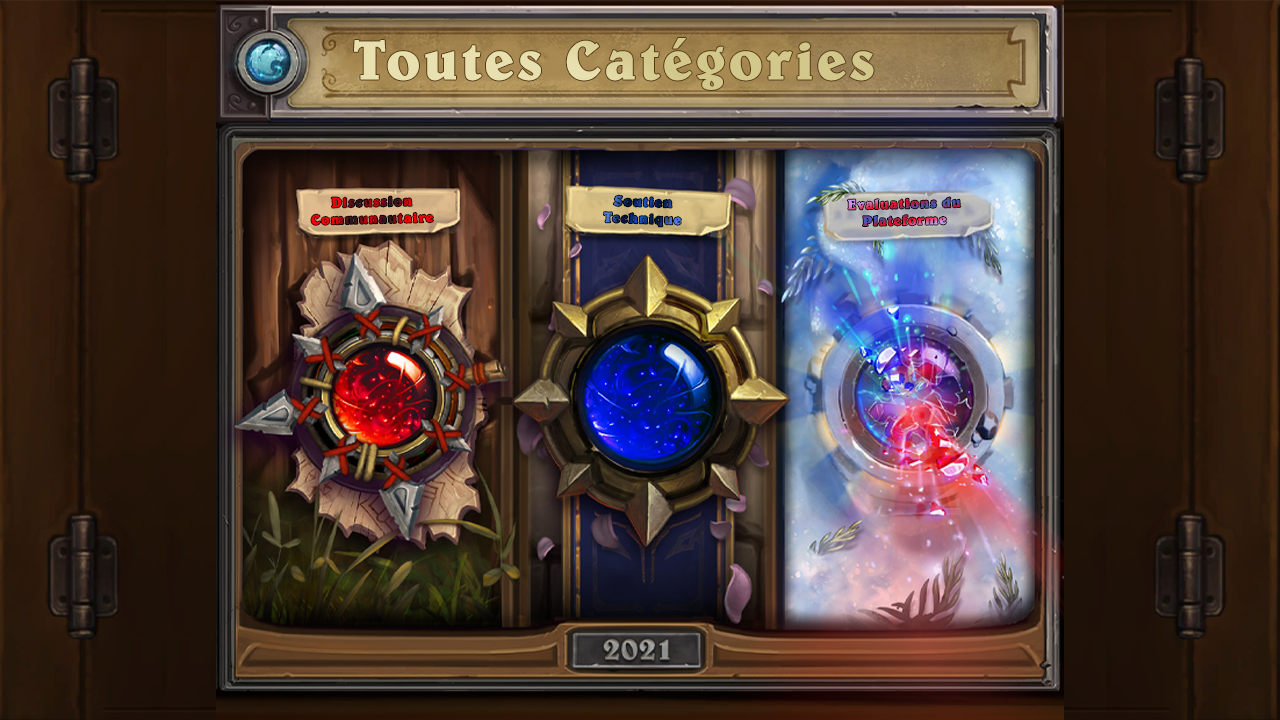 Toutes Catégories
Discussion
Communautaire
Soutien
Technique
Evaluations du
Plateforme
2021